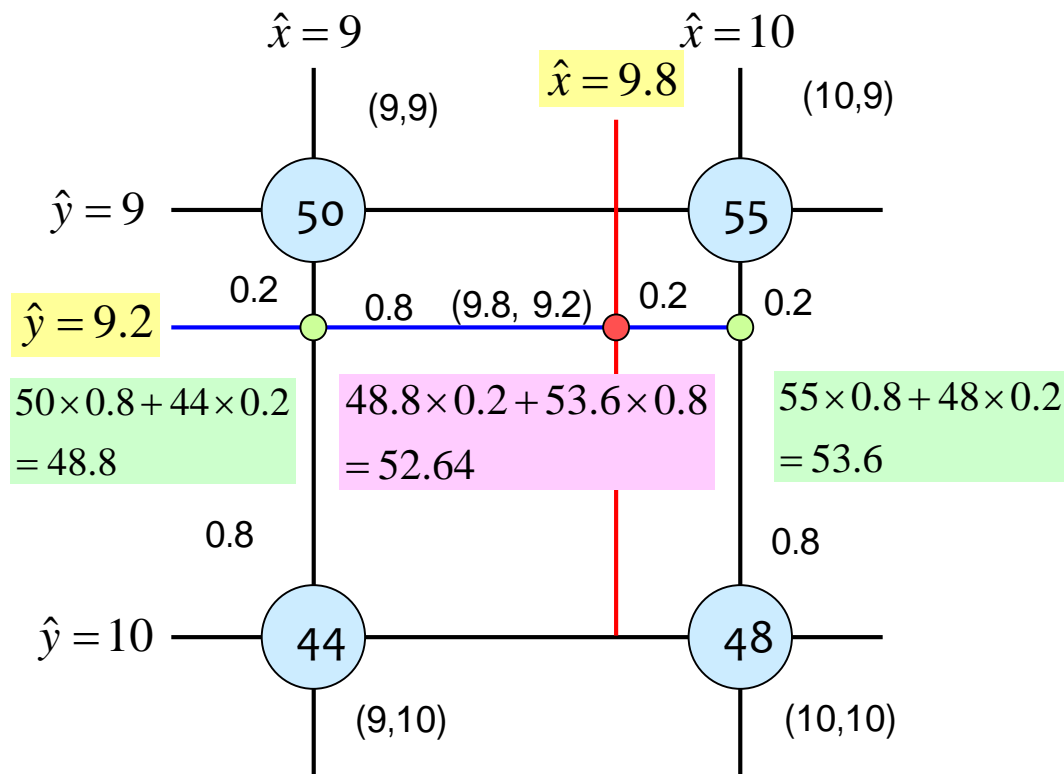 x̂ = 9
x̂ = 10
x̂ = 9.8
(9,9)
(10,9)
ŷ = 9
50
55
0.2
0.8
(9.8, 9.2)
0.2
0.2
ŷ = 9.2
50 × 0.8 + 44 × 0.2
= 48.8
48.8 × 0.2 + 53.6 × 0.8
= 52.64
55 × 0.8 + 48 × 0.2
= 53.6
0.8
0.8
ŷ = 10
44
48
(9,10)
(10,10)